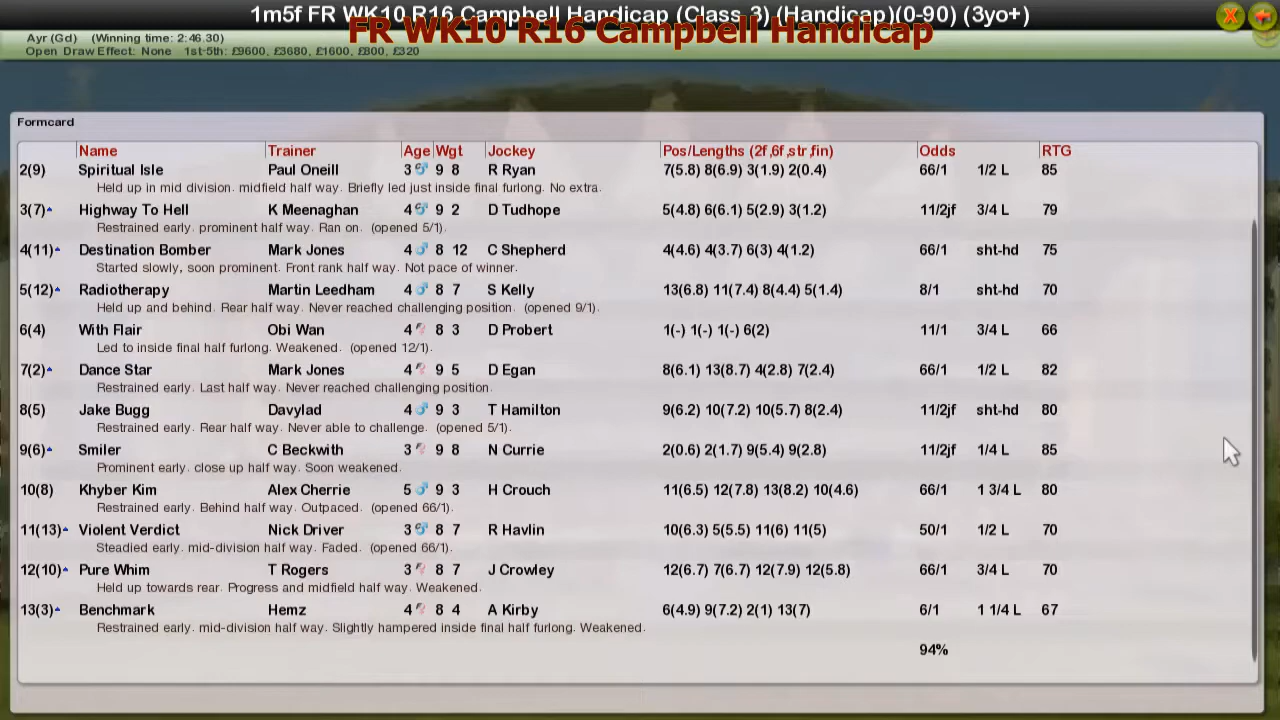 1m5f FR WK10 R16 Campbell Handicap (Class 3) (Handicap)(0-90) (3yo+)
FR WK10 R16 Campbell Handicap
Ayr (Gd) (Winning time: 2:46.30)
Open Draw Effect: None 1st-5th: £9600, £3680, £1600, £800, £320
Formcard
Name Trainer Age Wgt Jockey Pos/Lengths (2f,6f,str,fin) Odds RTG
2(9) Spiritual Isle Paul Oneill 3 9 8 R Ryan 7(5.8) 8(6.9) 3(1.9) 2(0.4) 66/1 1/2 L 85
Held up in mid division. midfield half way. Briefly led just inside final furlong. No extra.
3(7) Highway To Hell K Meenaghan 4 9 2 D Tudhope 5(4.8) 6(6.1) 5(2.9) 3(1.2) 11/2jf 3/4 L 79
Restrained early. prominent half way. Ran on. (opened 5/1).
4(11) Destination Bomber Mark Jones 4 8 12 C Shepherd 4(4.6) 4(3.7) 6(3) 4(1.2) 66/1 sht-hd 75
Started slowly, soon prominent. Front rank half way. Not pace of winner.
5(12) Radiotherapy Martin Leedham 4 8 7 S Kelly 13(6.8) 11(7.4) 8(4.4) 5(1.4) 8/1 sht-hd 70
Held up and behind. Rear half way. Never reached challenging position. (opened 9/1).
6(4) With Flair Obi Wan 4 8 3 D Probert 1(-) 1(-) 1(-) 6(2) 11/1 3/4 L 66
Led to inside final half furlong. Weakened. (opened 12/1).
7(2) Dance Star Mark Jones 4 9 5 D Egan 8(6.1) 13(8.7) 4(2.8) 7(2.4) 66/1 1/2 L 82
Restrained early. Last half way. Never reached challenging position.
8(5) Jake Bugg Davylad 4 9 3 T Hamilton 9(6.2) 10(7.2) 10(5.7) 8(2.4) 11/2jf sht-hd 80
Restrained early. Rear half way. Never able to challenge. (opened 5/1).
9(6) Smiler C Beckwith 3 9 8 N Currie 2(0.6) 2(1.7) 9(5.4) 9(2.8) 11/2jf 1/4 L 85
Prominent early. close up half way. Soon weakened.
10(8) Khyber Kim Alex Cherrie 5 9 3 H Crouch 11(6.5) 12(7.8) 13(8.2) 10(4.6) 66/1 1 3/4 L 80
Restrained early. Behind half way. Outpaced. (opened 66/1).
11(13) Violent Verdict Nick Driver 3 8 7 R Havlin 10(6.3) 5(5.5) 11(6) 11(5) 50/1 1/2 L 70
Steadied early. mid-division half way. Faded. (opened 66/1).
12(10) Pure Whim T Rogers 3 8 7 J Crowley 12(6.7) 7(6.7) 12(7.9) 12(5.8) 66/1 3/4 L 70
Held up towards rear. Progress and midfield half way. Weakened.
13(3) Benchmark Hemz 4 8 4 A Kirby 6(4.9) 9(7.2) 2(1) 13(7) 6/1 1 1/4 L 67
Restrained early. mid-division half way. Slightly hampered inside final half furlong. Weakened.
94%